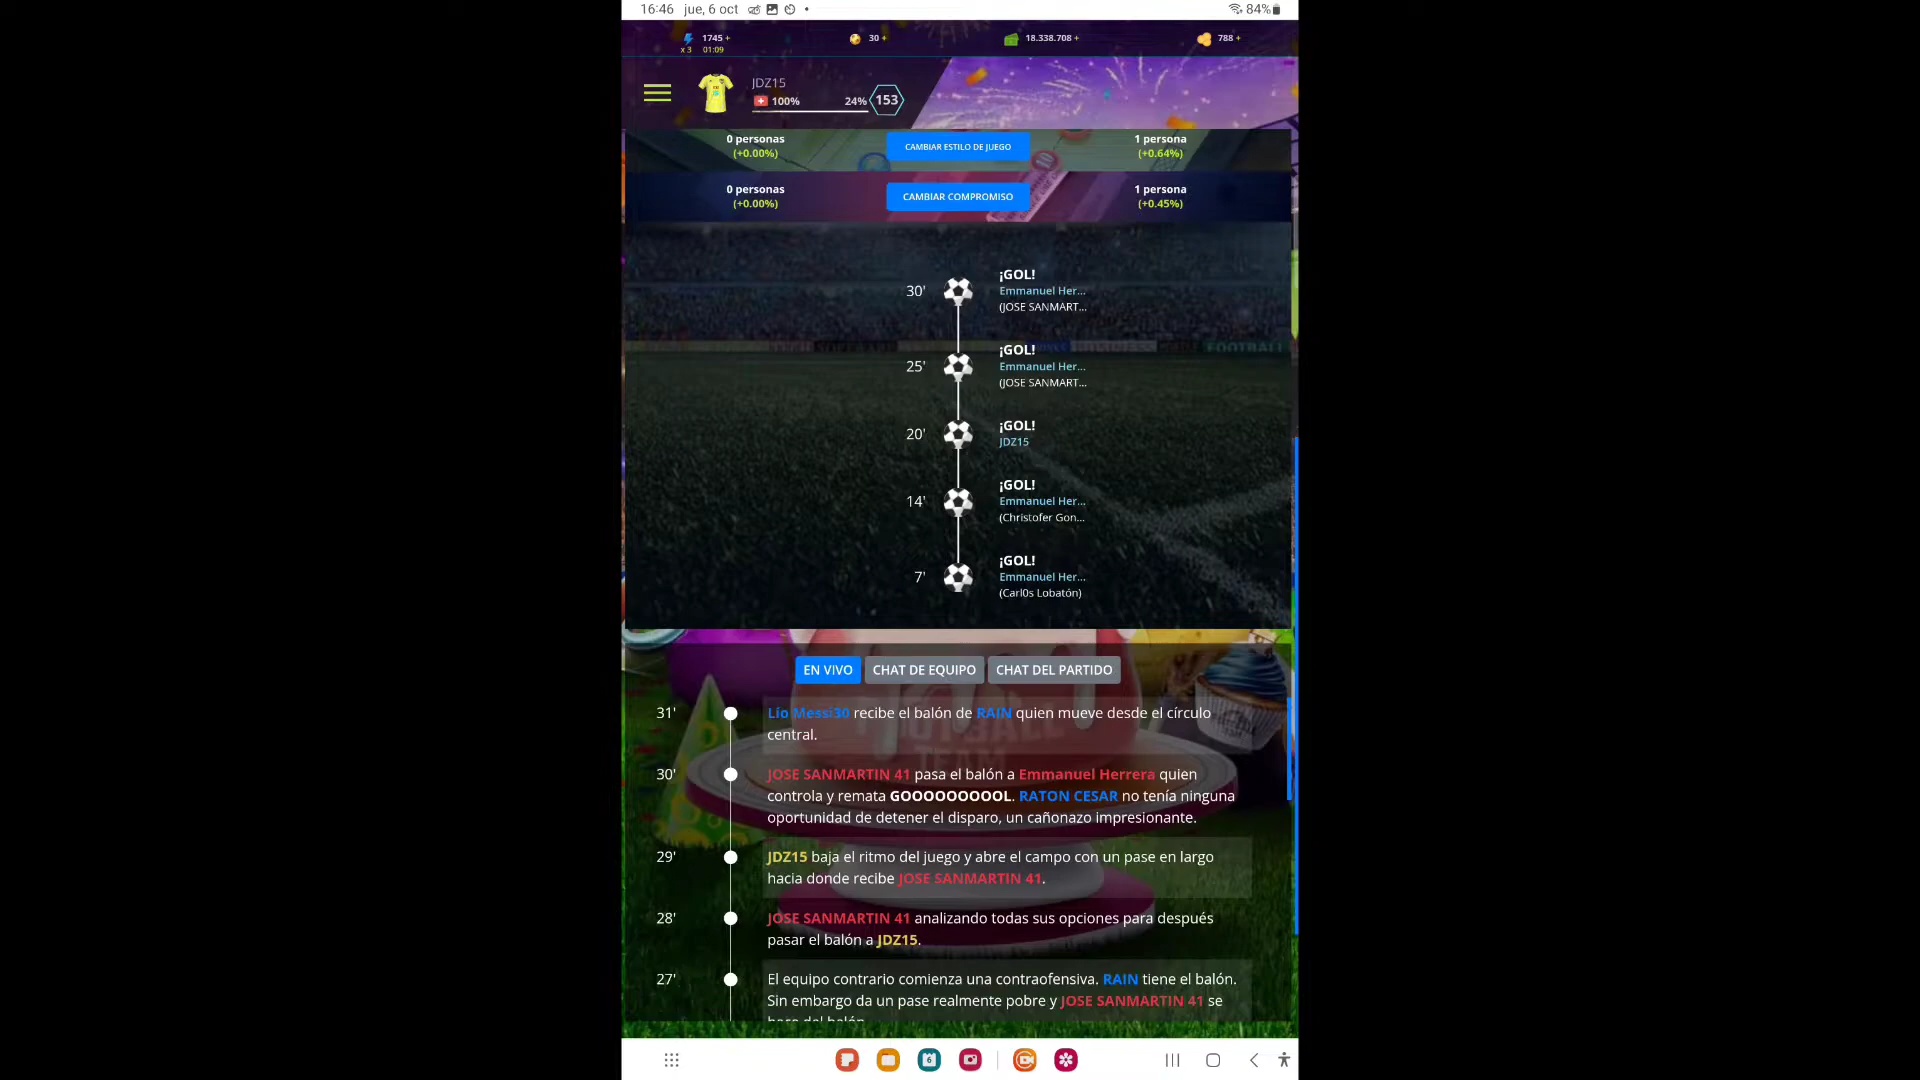 16:46 jue, 6 oct
84%
1745 +
x 3 01:09
30 +
18.338.708 +
788 +
JDZ15
100% 24% 153
0 personas
(+0.00%)
CAMBIAR ESTILO DE JUEGO
1 persona
(+0.64%)
0 personas
(+0.00%)
CAMBIAR COMPROMISO
1 persona
(+0.45%)
¡GOL!
30' Emmanuel Her...
(JOSE SANMART...
¡GOL!
25' Emmanuel Her...
(JOSE SANMART...
¡GOL!
20' JDZ15
¡GOL!
14' Emmanuel Her...
(Christofer Gon...
¡GOL!
7' Emmanuel Her...
(Carl0s Lobatón)
EN VIVO CHAT DE EQUIPO CHAT DEL PARTIDO
31' Lío Messi30 recibe el balón de RAIN quien mueve desde el círculo
central.
30' JOSE SANMARTIN 41 pasa el balón a Emmanuel Herrera quien
controla y remata GOOOOOOOOOL. RATON CESAR no tenía ninguna
oportunidad de detener el disparo, un cañonazo impresionante.
29' JDZ15 baja el ritmo del juego y abre el campo con un pase en largo
hacia donde recibe JOSE SANMARTIN 41.
28' JOSE SANMARTIN 41 analizando todas sus opciones para después
pasar el balón a JDZ15.
27' El equipo contrario comienza una contraofensiva. RAIN tiene el balón.
Sin embargo da un pase realmente pobre y JOSE SANMARTIN 41 se
hace del balón